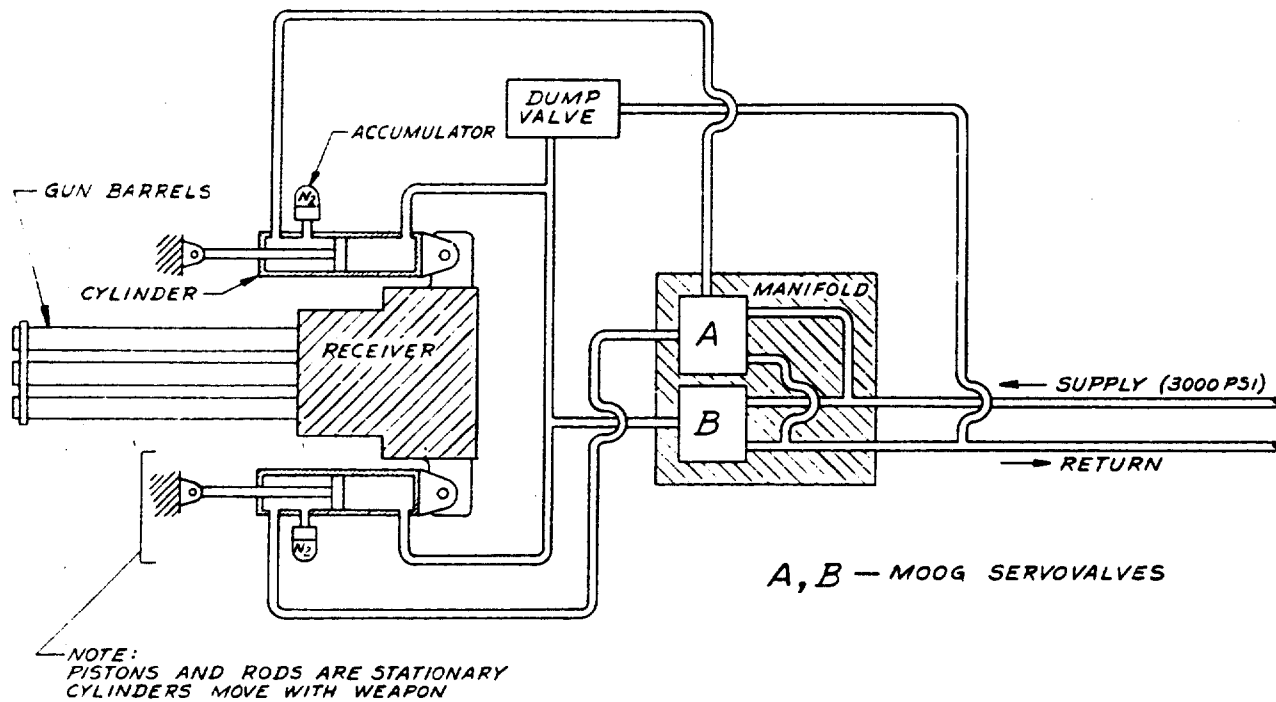 DUMP
VALVE
ACCUMULATOR
GUN BARRELS
N2
CYLINDER
MANIFOLD
A
RECEIVER
SUPPLY (3000 PSI)
B
RETURN
N2
A, B — MOOG SERVOVALVES
NOTE:
PISTONS AND RODS ARE STATIONARY
CYLINDERS MOVE WITH WEAPON